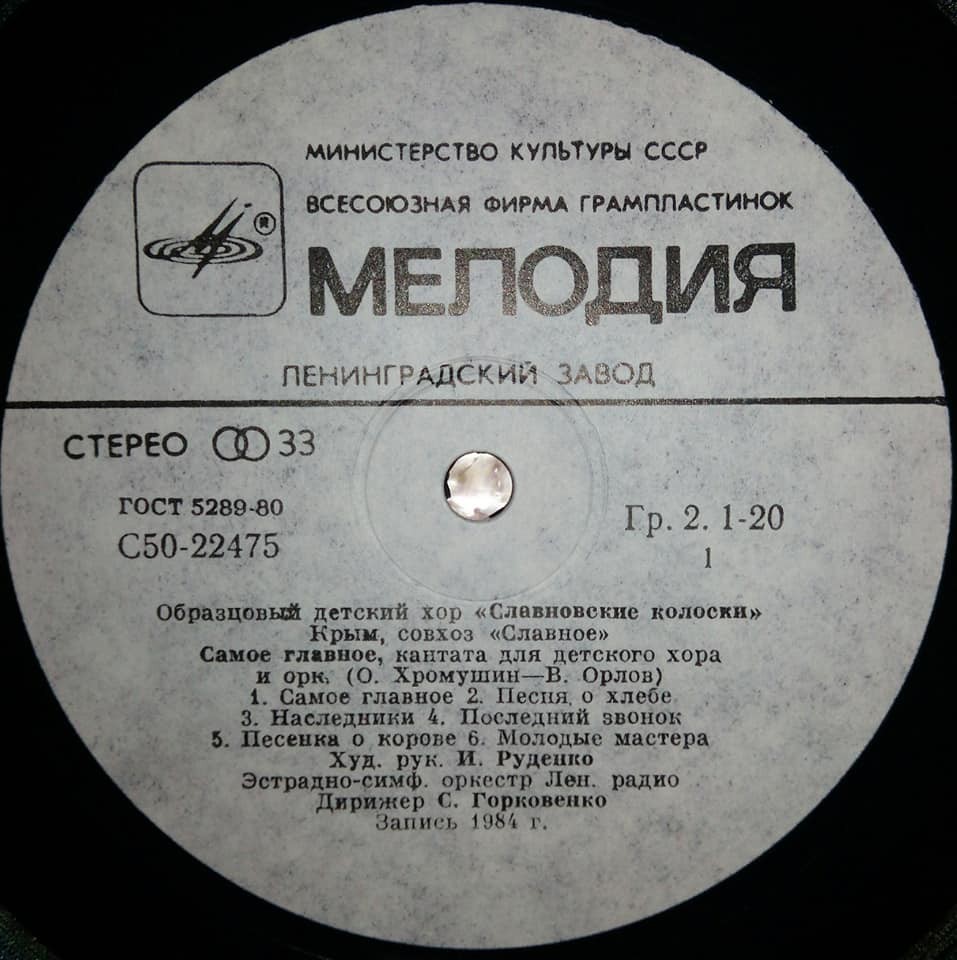 МИНИСТЕРСТВО КУЛЬТУРЫ СССР
ВСЕСОЮЗНАЯ ФИРМА ГРАМПЛАСТИНОК
МЕЛОДИЯ
ЛЕНИНГРАДСКИЙ ЗАВОД
СТЕРЕО 33
ГОСТ 5289-80
С50-22475
Гр. 2. 1-20
1
Образцовый детский хор «Славновские колоски»
Крым, совхоз «Славное»
Самое главное, кантата для детского хора
и орк. (О. Хромушин—В. Орлов)
1. Самое главное 2. Песня о хлебе
3. Наследники 4. Последний звонок
5. Песенка о корове 6. Молодые мастера
Худ. рук. И. Руденко
Эстрадно-симф. оркестр Лен. радио
Дирижер С. Горковенко
Запись 1984 г.